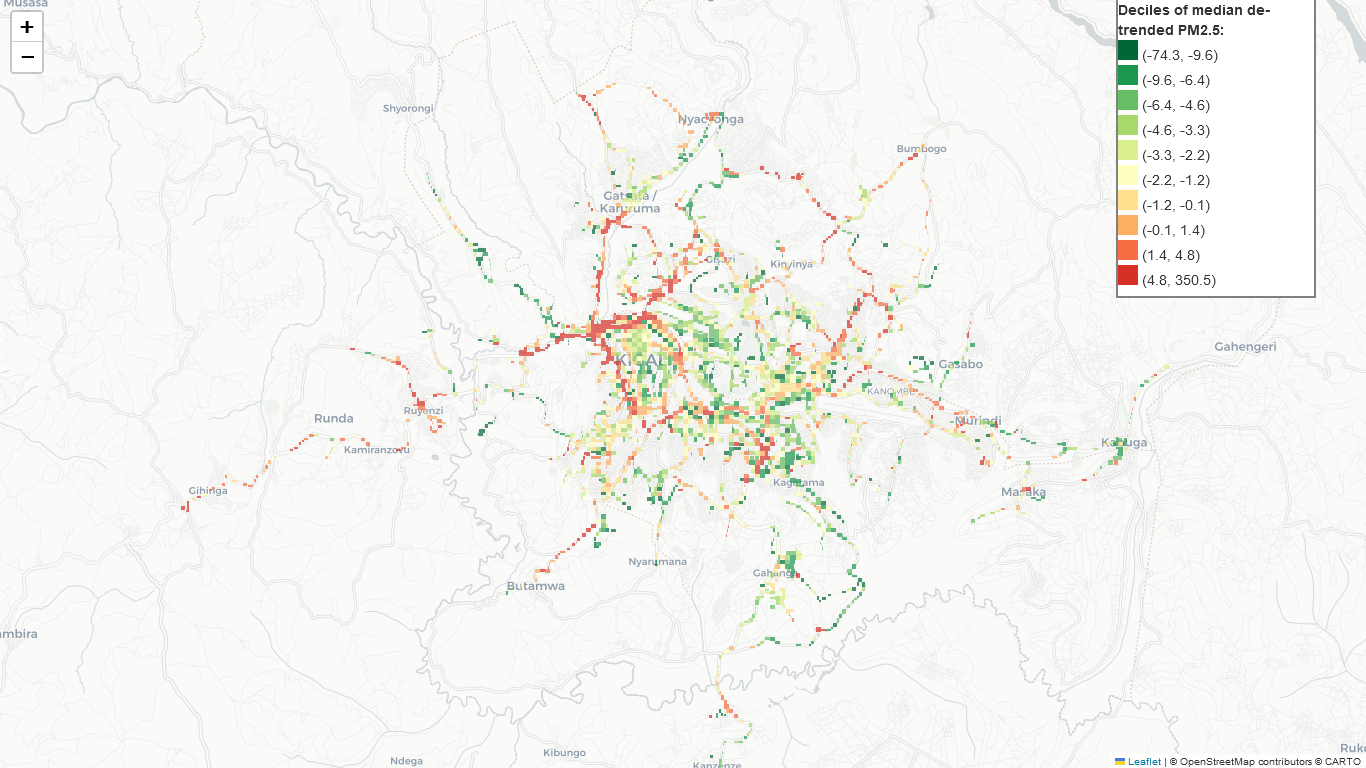 Musasa
+
−
Deciles of median de-
trended PM2.5:
(-74.3, -9.6)
(-9.6, -6.4)
(-6.4, -4.6)
(-4.6, -3.3)
(-3.3, -2.2)
(-2.2, -1.2)
(-1.2, -0.1)
(-0.1, 1.4)
(1.4, 4.8)
(4.8, 350.5)
Shyorongi
Nyacyonga
Bumbogo
Gatsata /
Karuruma
Gisozi
Kinyinya
KIGALI
Gasabo
Gahengeri
KANOMBE
Runda
Ruyenzi
Murindi
Kabuga
Kamiranzovu
Gihinga
Kagarama
Masaka
Nyarumana
Gahanga
Butamwa
ambira
Kibungo
Ndega
Kanzenze
Ruko
Leaflet | © OpenStreetMap contributors © CARTO